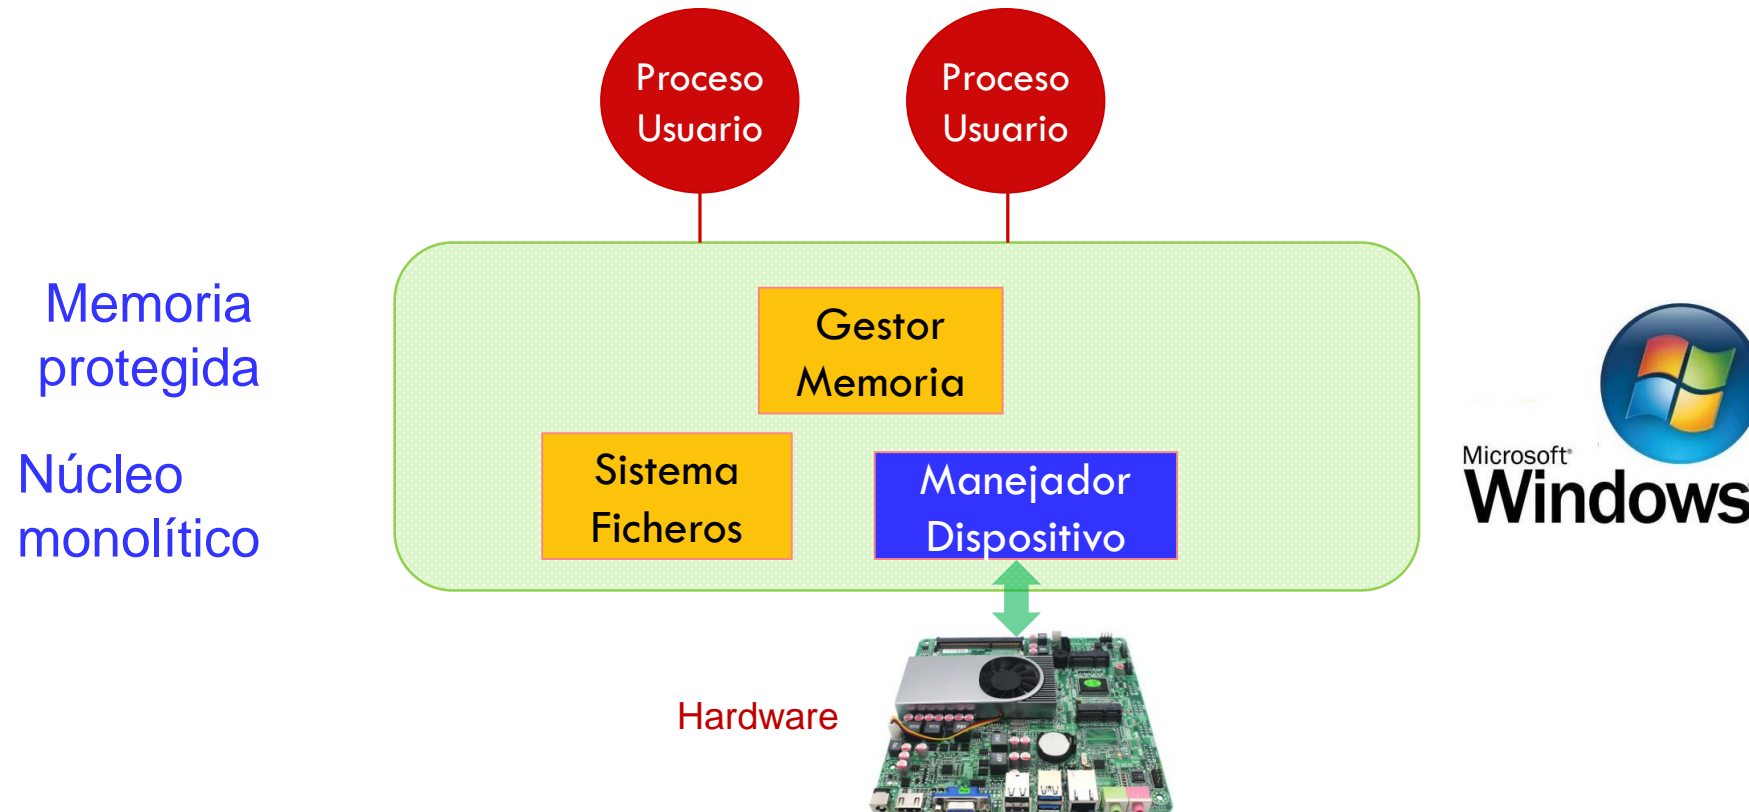 Proceso
Usuario
Proceso
Usuario
Memoria
protegida
Gestor
Memoria
Núcleo
monolítico
Sistema
Ficheros
Manejador
Dispositivo
Microsoft®
Windows
Hardware